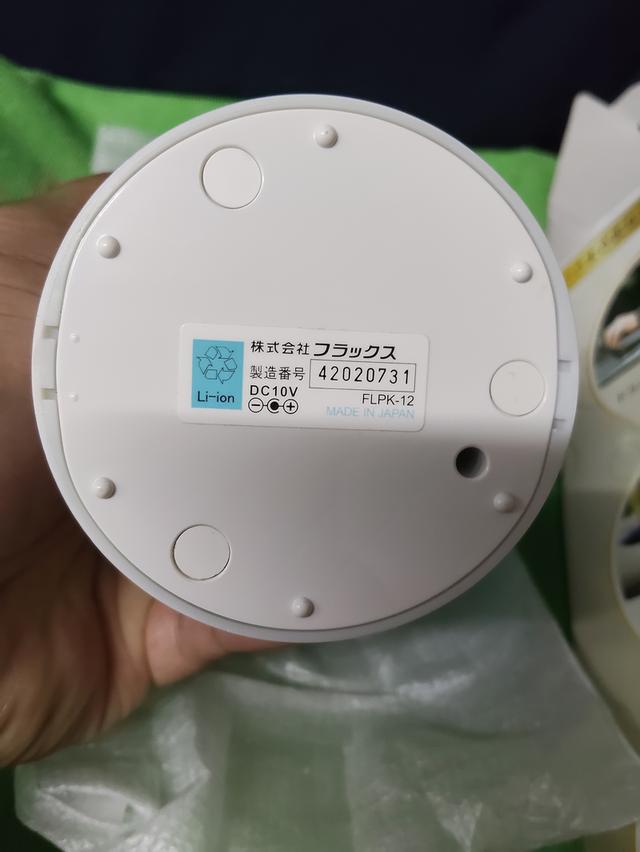 株式会社 フラックス
製造番号 42020731
Li-ion
DC10V
FLPK-12
MADE IN JAPAN